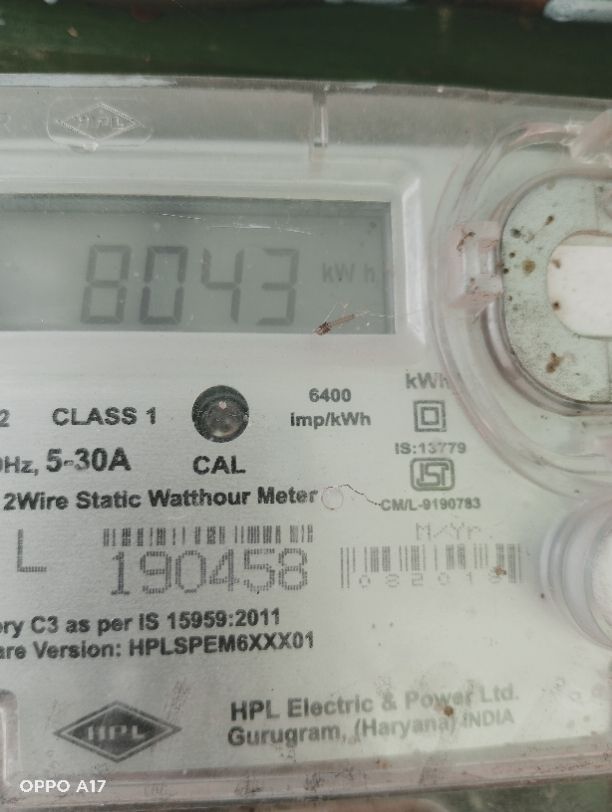 R HPL
8043 kWh
kWh
6400
2 CLASS 1 imp/kWh
IS:13779
0Hz, 5-30A CAL
ISI
2Wire Static Watthour Meter CM/L-9190783
M/Yr.
L 190458
ory C3 as per IS 15959:2011
are Version: HPLSPEM6XXX01
HPL Electric & Power Ltd.
HPL Gurugram, (Haryana) INDIA
OPPO A17